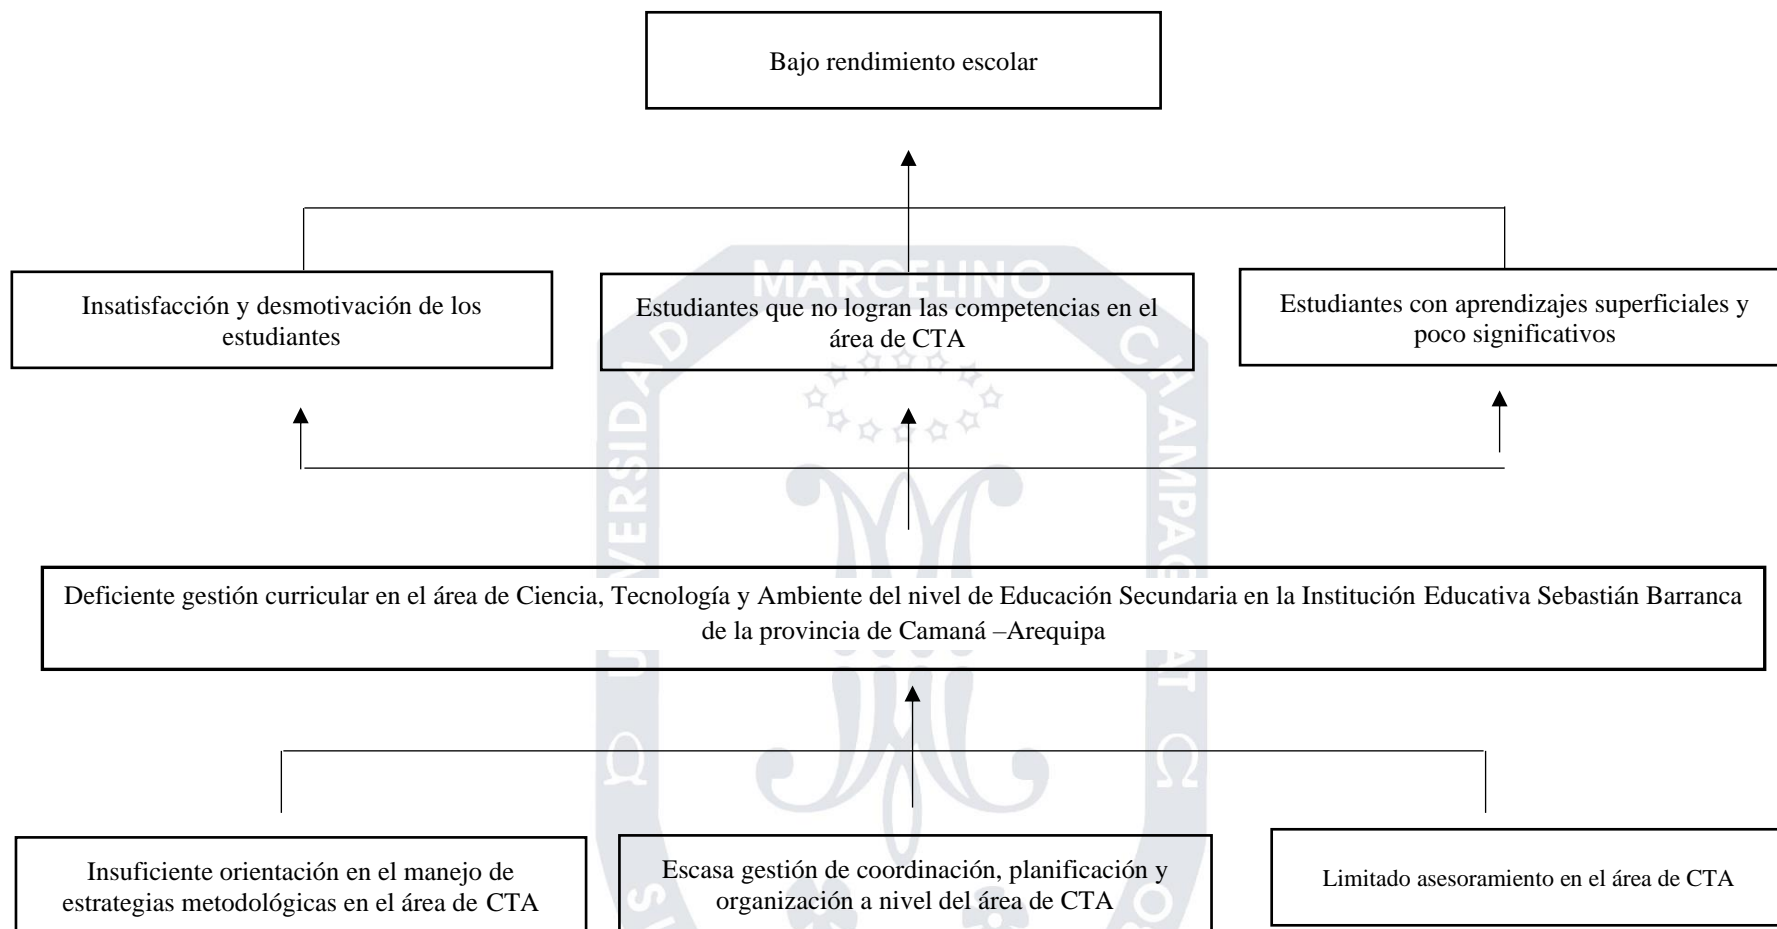 Bajo rendimiento escolar
Insatisfacción y desmotivación de los
estudiantes
Estudiantes que no logran las competencias en el
área de CTA
Estudiantes con aprendizajes superficiales y
poco significativos
MARCELINO
CHAMPAGNAT
Deficiente gestión curricular en el área de Ciencia, Tecnología y Ambiente del nivel de Educación Secundaria en la Institución Educativa Sebastián Barranca
de la provincia de Camaná –Arequipa
Insuficiente orientación en el manejo de
estrategias metodológicas en el área de CTA
Escasa gestión de coordinación, planificación y
organización a nivel del área de CTA
Limitado asesoramiento en el área de CTA